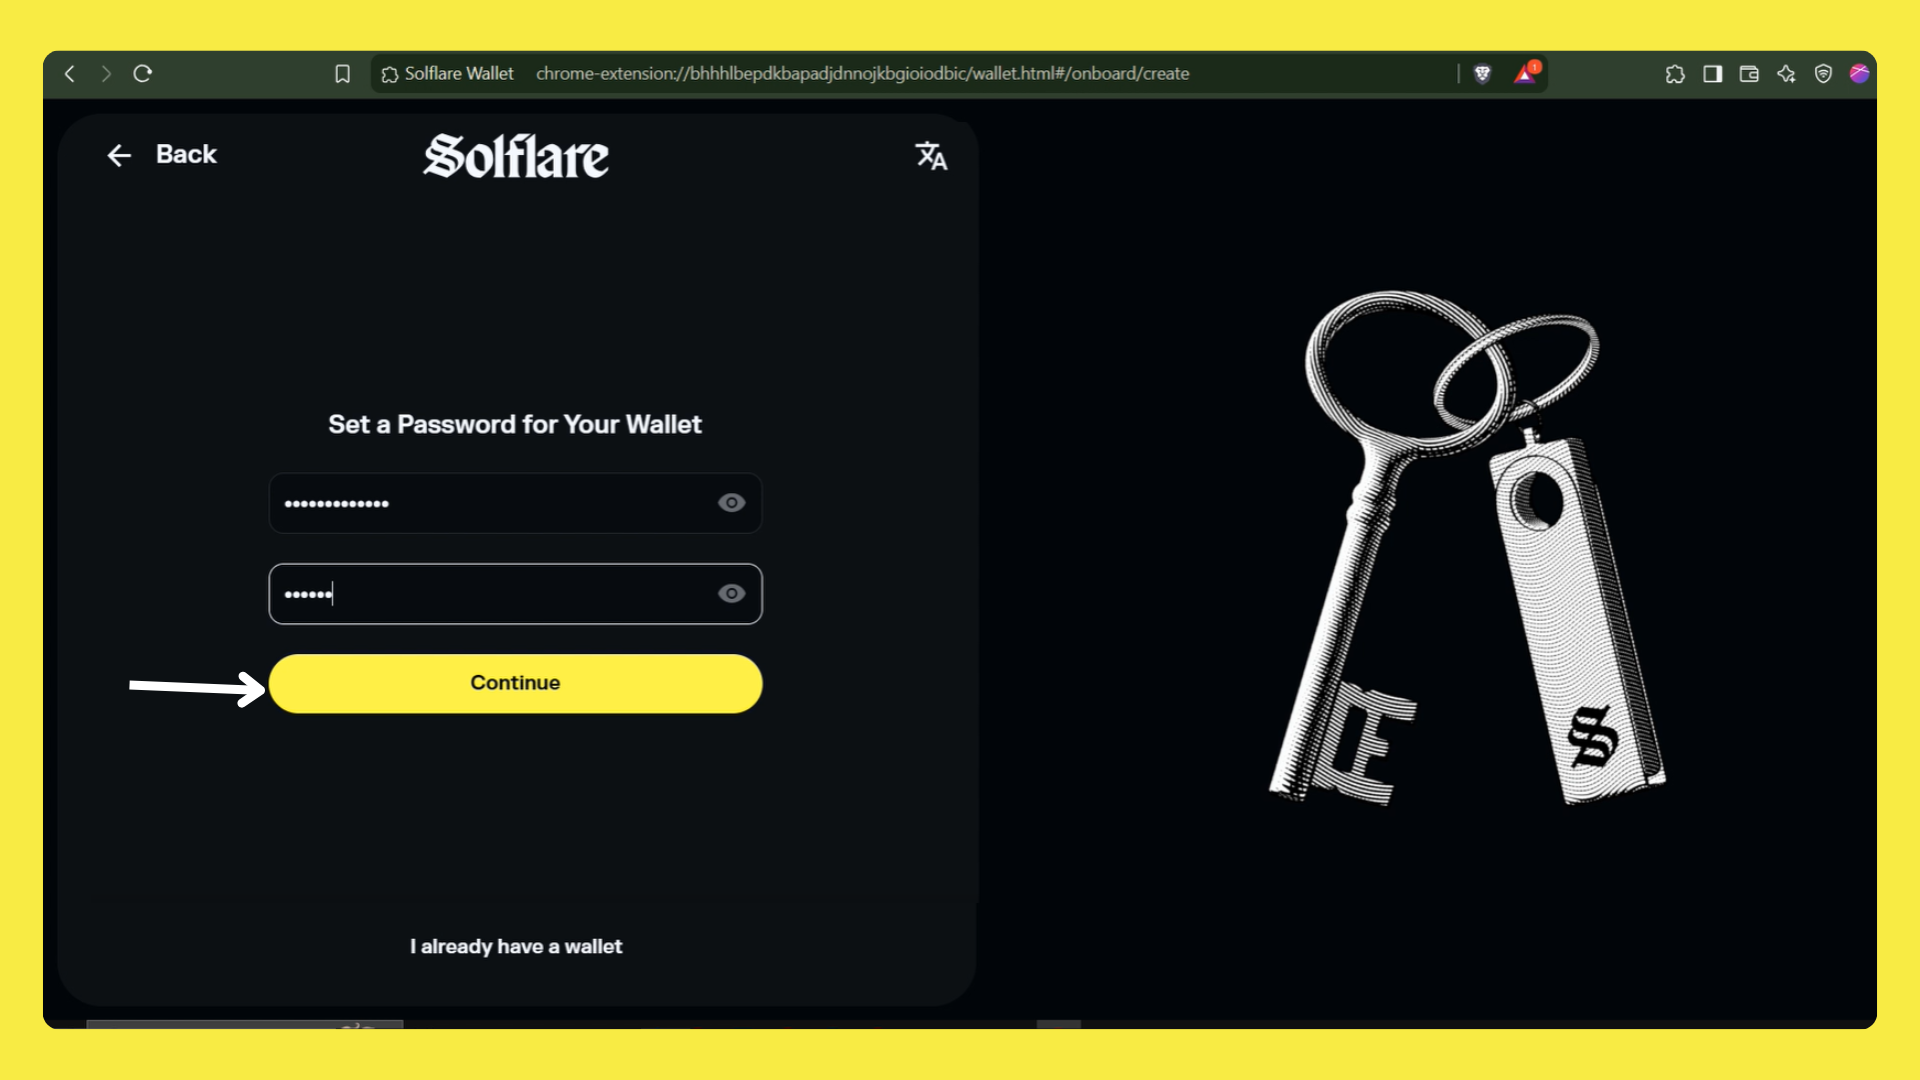 Solflare Wallet chrome-extension://bhhhlbepdkbapadjdnnojkbgioiodbic/wallet.html#/onboard/create
1
Back
Solflare
Set a Password for Your Wallet
•••••••••••••
••••••
Continue
I already have a wallet
S